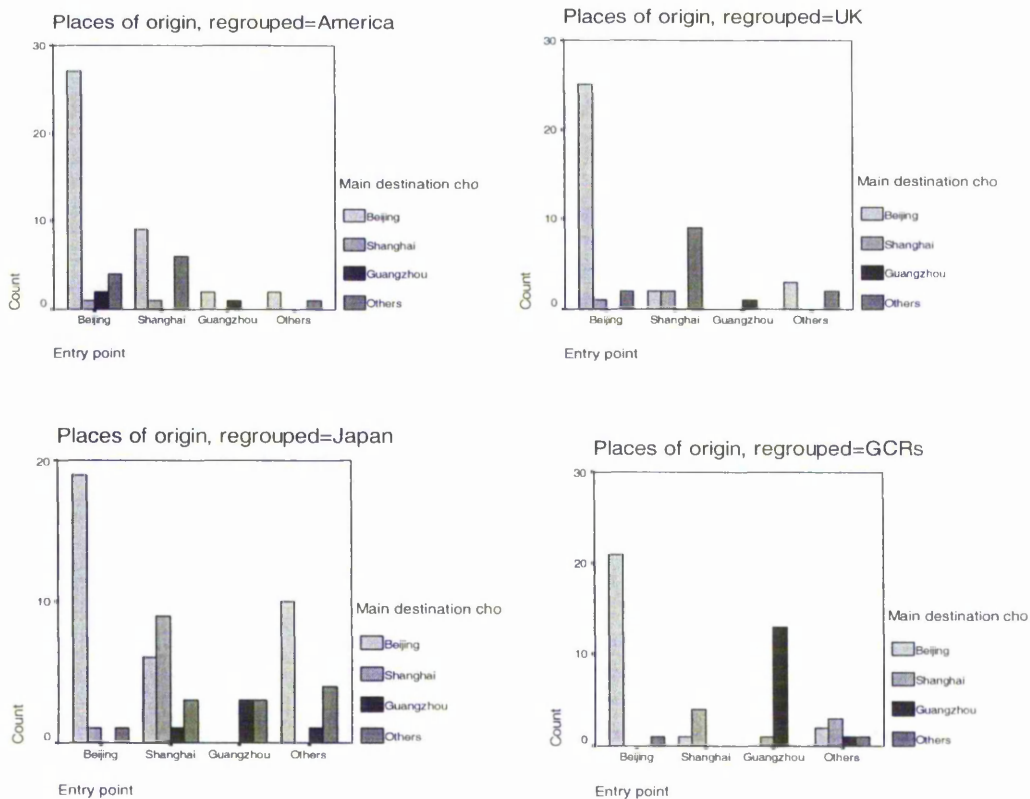 Places of origin, regrouped=America
30
20
10
0
Count
Beijing Shanghai Guangzhou Others
Entry point
Main destination cho
Beijing
Shanghai
Guangzhou
Others
Places of origin, regrouped=UK
30
20
10
0
Count
Beijing Shanghai Guangzhou Others
Entry point
Main destination cho
Beijing
Shanghai
Guangzhou
Others
Places of origin, regrouped=Japan
20
10
0
Count
Beijing Shanghai Guangzhou Others
Entry point
Main destination cho
Beijing
Shanghai
Guangzhou
Others
Places of origin, regrouped=GCRs
30
20
10
0
Count
Beijing Shanghai Guangzhou Others
Entry point
Main destination cho
Beijing
Shanghai
Guangzhou
Others